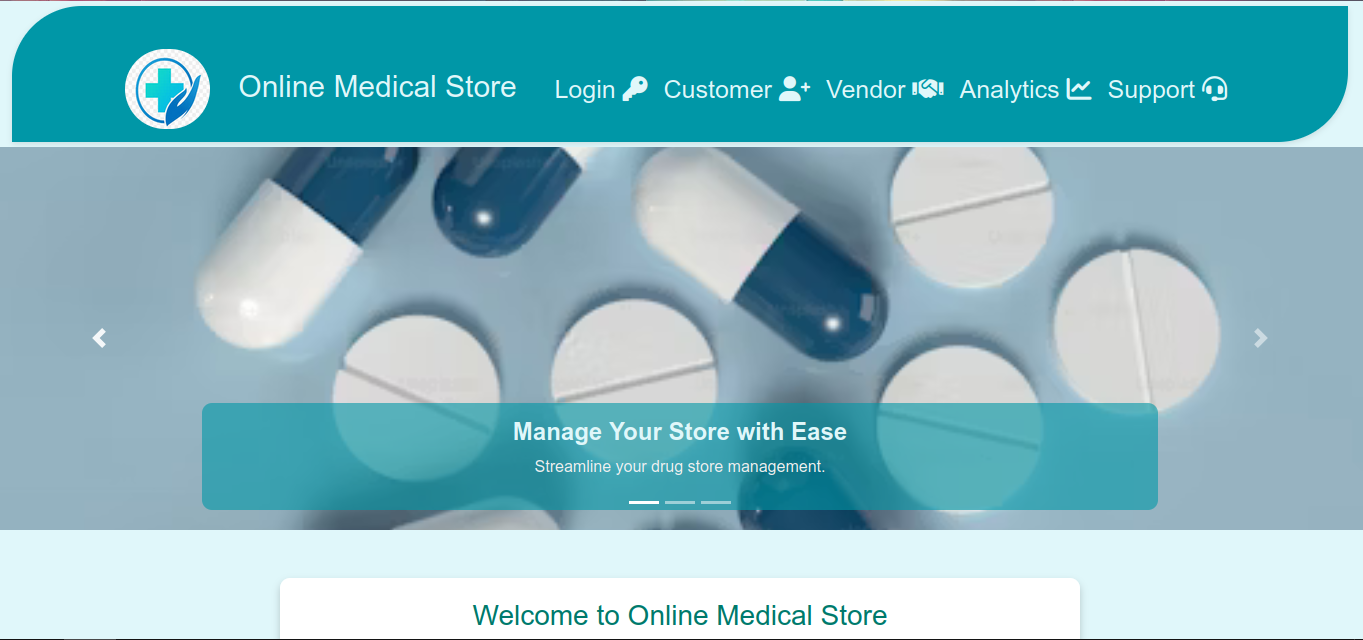 Online Medical Store
Login
Customer
Vendor
Analytics
Support
Manage Your Store with Ease
Streamline your drug store management.
Welcome to Online Medical Store